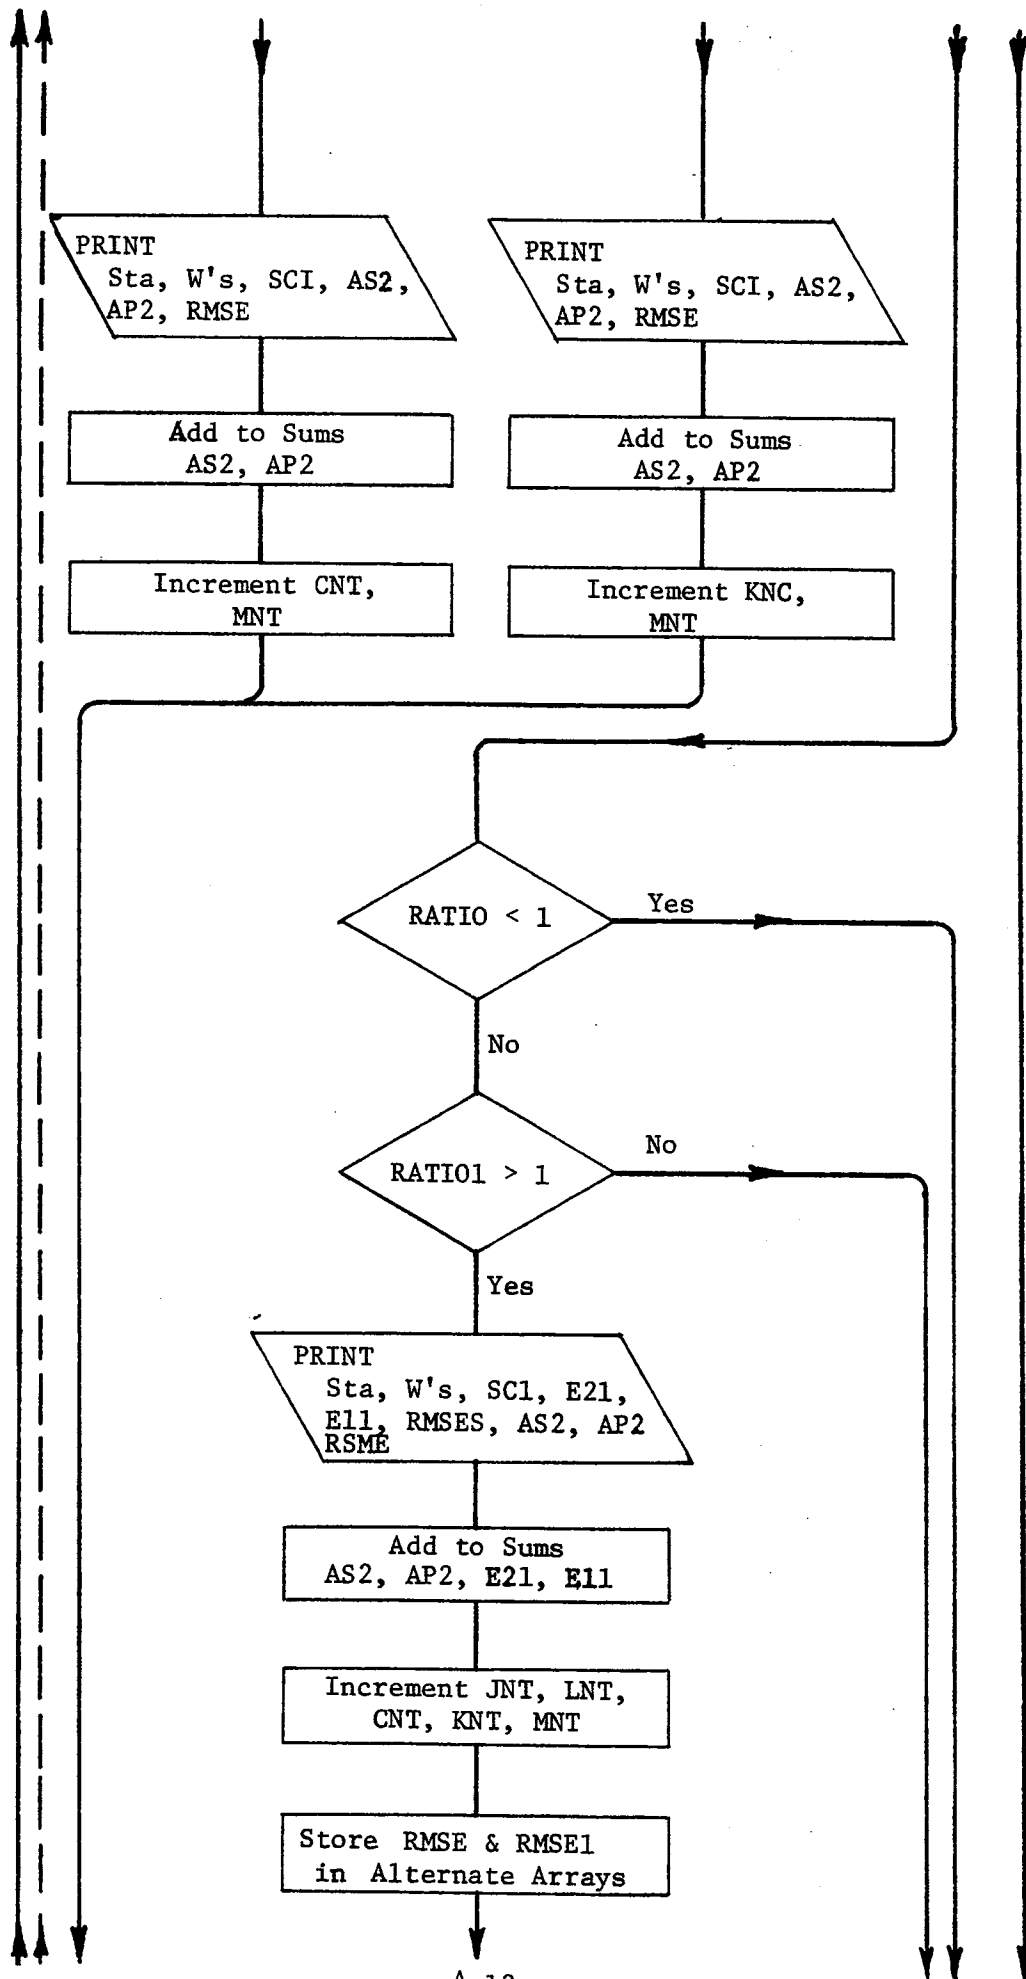 PRINT
Sta, W's, SCI, AS2,
AP2, RMSE
Add to Sums
AS2, AP2
Increment CNT,
MNT
PRINT
Sta, W's, SCI, AS2,
AP2, RMSE
Add to Sums
AS2, AP2
Increment KNC,
MNT
RATIO < 1
Yes
No
RATIO1 > 1
No
Yes
PRINT
Sta, W's, SC1, E21,
E11, RMSES, AS2, AP2
RSME
Add to Sums
AS2, AP2, E21, E11
Increment JNT, LNT,
CNT, KNT, MNT
Store RMSE & RMSE1
in Alternate Arrays